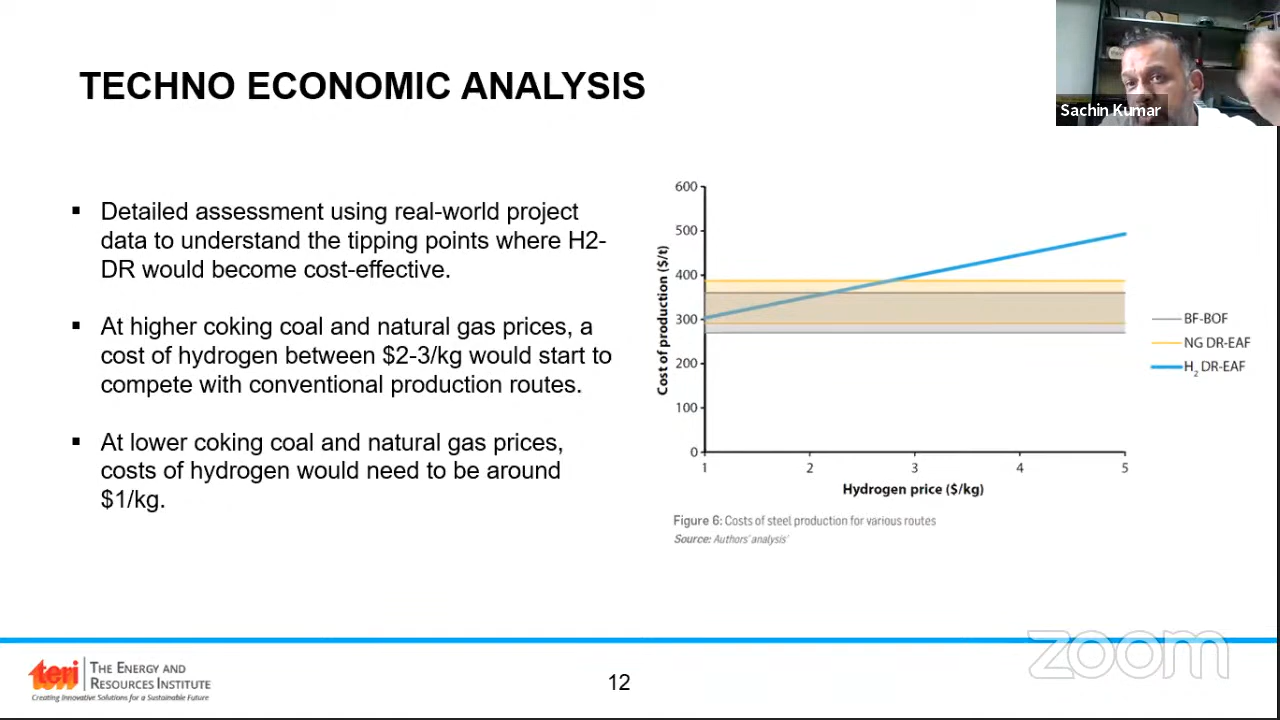 TECHNO ECONOMIC ANALYSIS
Sachin Kumar
▪ Detailed assessment using real-world project
data to understand the tipping points where H2-
DR would become cost-effective.
▪ At higher coking coal and natural gas prices, a
cost of hydrogen between $2-3/kg would start to
compete with conventional production routes.
▪ At lower coking coal and natural gas prices,
costs of hydrogen would need to be around
$1/kg.
Cost of production ($/t)
600
500
400
300
200
100
0
1 2 3 4 5
Hydrogen price ($/kg)
BF-BOF
NG DR-EAF
H2 DR-EAF
Figure 6: Costs of steel production for various routes
Source: Authors' analysis'
zoom
teri
THE ENERGY AND
RESOURCES INSTITUTE
Creating Innovative Solutions for a Sustainable Future
12